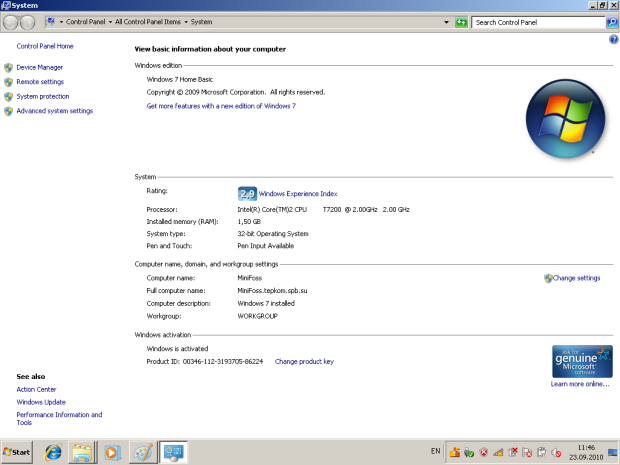 System
Control Panel All Control Panel Items System
Search Control Panel
Control Panel Home
Device Manager
Remote settings
System protection
Advanced system settings
View basic information about your computer
Windows edition
Windows 7 Home Basic
Copyright © 2009 Microsoft Corporation. All rights reserved.
Get more features with a new edition of Windows 7
System
Rating: 2,9 Windows Experience Index
Processor: Intel(R) Core(TM)2 CPU T7200 @ 2.00GHz 2.00 GHz
Installed memory (RAM): 1,50 GB
System type: 32-bit Operating System
Pen and Touch: Pen Input Available
Computer name, domain, and workgroup settings
Computer name: MiniFoss
Change settings
Full computer name: MiniFoss.tepkom.spb.su
Computer description: Windows 7 installed
Workgroup: WORKGROUP
Windows activation
Windows is activated
Product ID: 00346-112-3193705-86224 Change product key
ask for
genuine
Microsoft
software
Learn more online...
See also
Action Center
Windows Update
Performance Information and
Tools
Start
EN
11:46
23.09.2010